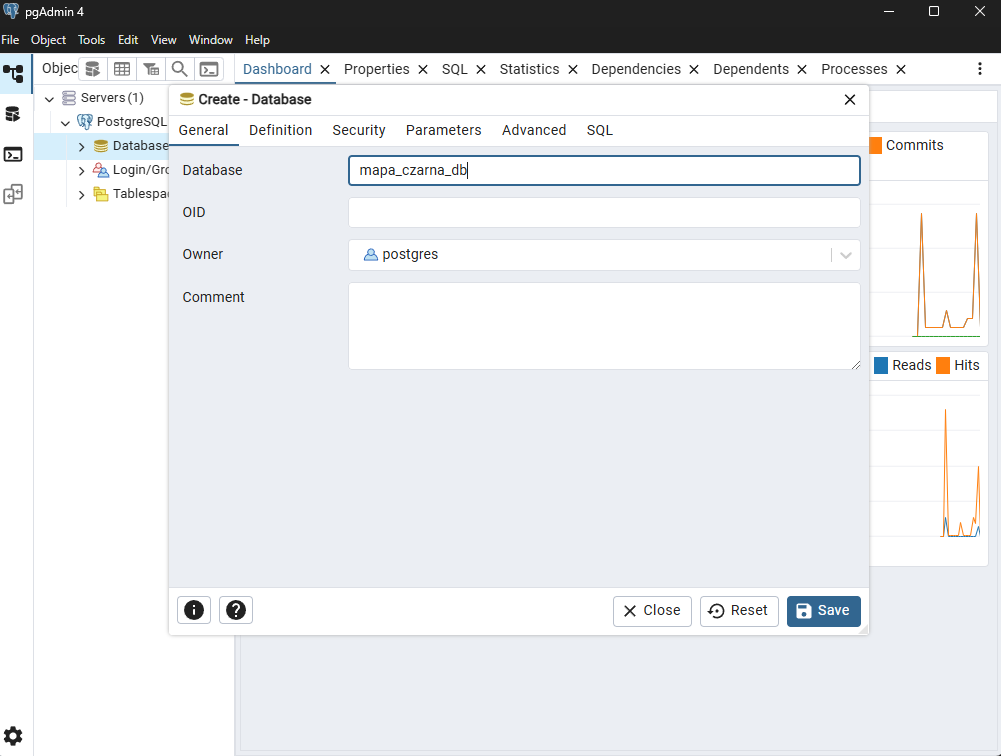 pgAdmin 4
File Object Tools Edit View Window Help
Objec
Dashboard Properties SQL Statistics Dependencies Dependents Processes
Servers (1)
PostgreSQL
Database
Login/Gro
Tablespa
Create - Database
General Definition Security Parameters Advanced SQL
Database mapa_czarna_db
OID
Owner postgres
Comment
Close Reset Save
Commits
Reads Hits